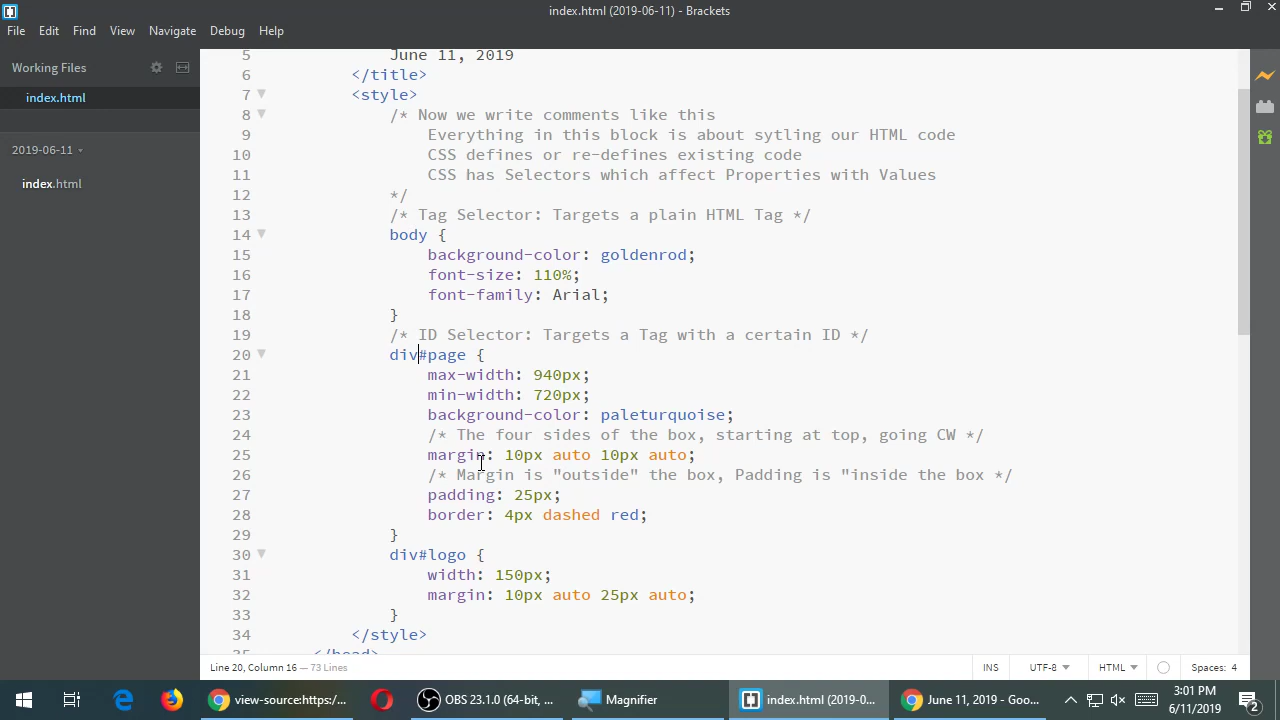 index.html (2019-06-11) - Brackets
File Edit Find View Navigate Debug Help
Working Files
index.html
2019-06-11
index.html
5 June 11, 2019
6 </title>
7 <style>
8 /* Now we write comments like this
9 Everything in this block is about sytling our HTML code
10 CSS defines or re-defines existing code
11 CSS has Selectors which affect Properties with Values
12 */
13 /* Tag Selector: Targets a plain HTML Tag */
14 body {
15 background-color: goldenrod;
16 font-size: 110%;
17 font-family: Arial;
18 }
19 /* ID Selector: Targets a Tag with a certain ID */
20 div#page {
21 max-width: 940px;
22 min-width: 720px;
23 background-color: paleturquoise;
24 /* The four sides of the box, starting at top, going CW */
25 margin: 10px auto 10px auto;
26 /* Margin is "outside" the box, Padding is "inside the box */
27 padding: 25px;
28 border: 4px dashed red;
29 }
30 div#logo {
31 width: 150px;
32 margin: 10px auto 25px auto;
33 }
34 </style>
35 </head>
Line 20, Column 16 — 73 Lines INS UTF-8 HTML Spaces: 4
view-source:https:/... OBS 23.1.0 (64-bit, ... Magnifier index.html (2019-0... June 11, 2019 - Goo... 3:01 PM
6/11/2019
2